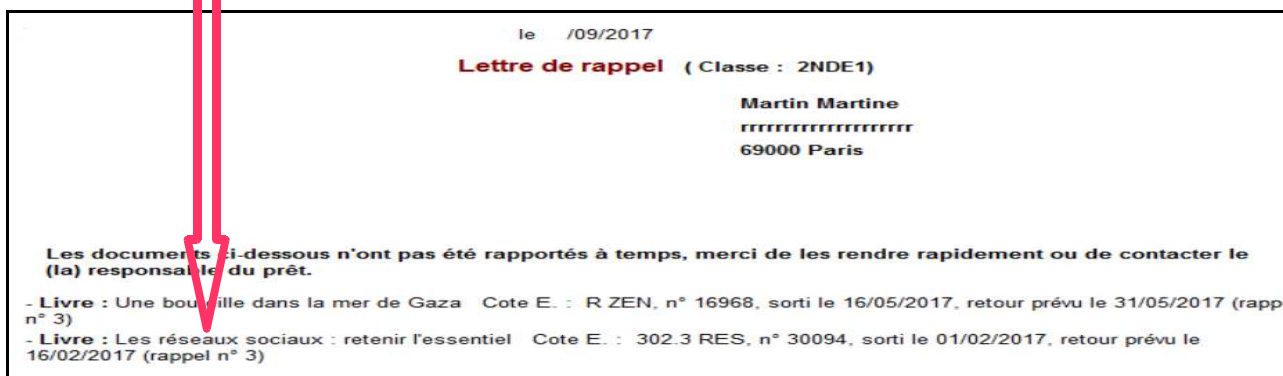 le /09/2017
Lettre de rappel ( Classe : 2NDE1)
Martin Martine
rrrrrrrrrrrrrrrrrrrr
69000 Paris
Les documents ci-dessous n'ont pas été rapportés à temps, merci de les rendre rapidement ou de contacter le
(la) responsable du prêt.
- Livre : Une bouteille dans la mer de Gaza Cote E. : R ZEN, n° 16968, sorti le 16/05/2017, retour prévu le 31/05/2017 (rapp
n° 3)
- Livre : Les réseaux sociaux : retenir l'essentiel Cote E. : 302.3 RES, n° 30094, sorti le 01/02/2017, retour prévu le
16/02/2017 (rappel n° 3)